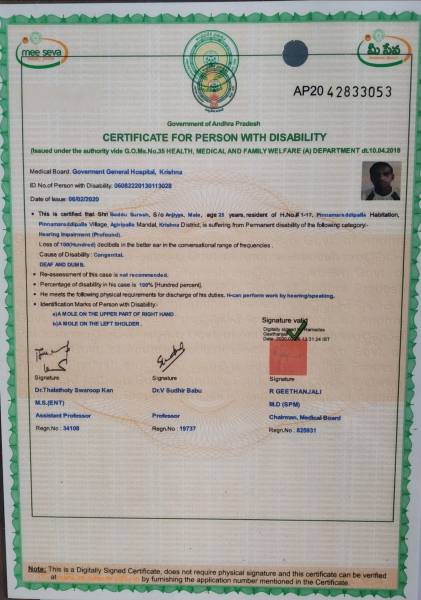 mee seva
మీ సేవ
AP20 42833053
Government of Andhra Pradesh
CERTIFICATE FOR PERSON WITH DISABILITY
(Issued under the authority vide G.O.Ms.No.35 HEALTH, MEDICAL AND FAMILY WELFARE (A) DEPARTMENT dt.10.04.2018
Medical Board. Goverment General Hospital, Krishna
ID No.of Person with Disability: 06082220130113028
Date of Issue: 06/02/2020
This is certified that Shri Boddu Suresh, S/o Anjiyya, Male, age 25 years, resident of H.No.# 1-17, Pinnamareddipalle Habitation,
Pinnamareddipalle Village, Agiripalle Mandal, Krishna District, is suffering from Permanent disability of the following category:-
Hearing Impairment (Profound).
Loss of 100(Hundred) decibits in the better ear in the conversational range of frequencies.
Cause of Disability: Congenital.
DEAF AND DUMB.
Re-assessment of this case is not recommended.
Percentage of disability in his case is 100% [Hundred percent].
He meets the following physical requirements for discharge of his duties. H-can perform work by hearing/speaking.
Identification Marks of Person with Disability:-
a)A MOLE ON THE UPPER PART OF RIGHT HAND.
b)A MOLE ON THE LEFT SHOLDER.
Signature valid
Digitally signed
Geethanjali
13:31:24 IST
Signature Signature Signature
Dr.Thatithoty Swaroop Kan Dr.V Sudhir Babu R GEETHANJALI
M.S.(ENT) M.D (SPM)
Assistant Professor Professor Chairman, Medical Board
Regn.No : 34108 Regn.No : 19737 Regn.No : 825931
Note: This is a Digitally Signed Certificate, does not require physical signature and this certificate can be verified
at by furnishing the application number mentioned in the Certificate.